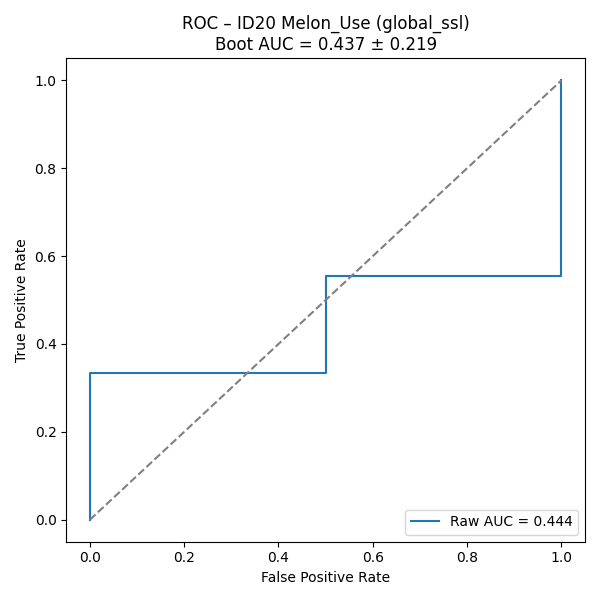 ROC – ID20 Melon_Use (global_ssl)
Boot AUC = 0.437 ± 0.219
1.0
0.8
0.6
0.4
0.2
0.0
True Positive Rate
Raw AUC = 0.444
0.0 0.2 0.4 0.6 0.8 1.0
False Positive Rate